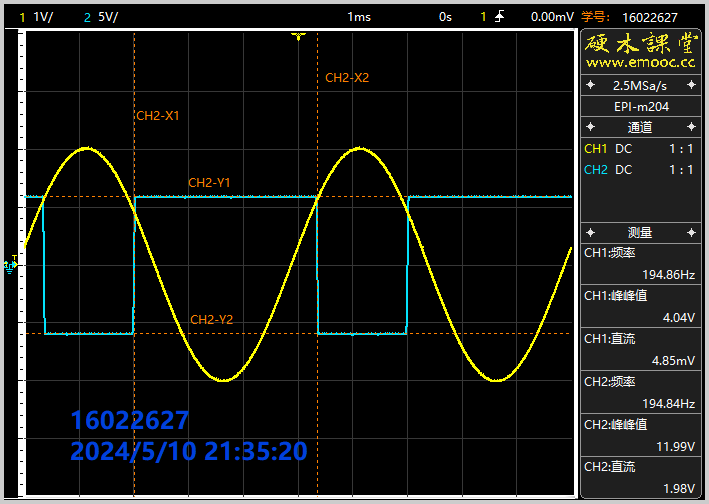 1 1V/ 2 5V/ 1ms 0s 1 0.00mV 学号: 16022627
硬木課堂
www.emooc.cc
2.5MSa/s
EPI-m204
通道
CH1 DC 1 : 1
CH2 DC 1 : 1
测量
CH1:频率
194.86Hz
CH1:峰峰值
4.04V
CH1:直流
4.85mV
CH2:频率
194.84Hz
CH2:峰峰值
11.99V
CH2:直流
1.98V
CH2-X2
CH2-X1
CH2-Y1
T
CH2-Y2
16022627
2024/5/10 21:35:20